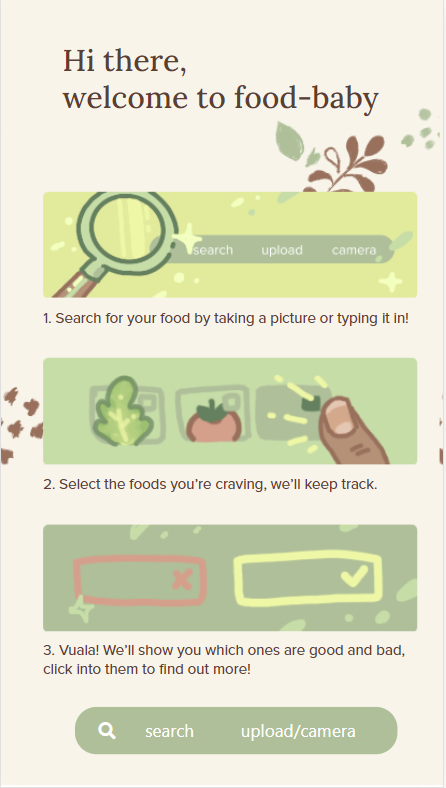 Hi there,
welcome to food-baby
search upload camera
1. Search for your food by taking a picture or typing it in!
2. Select the foods you're craving, we'll keep track.
3. Vuala! We'll show you which ones are good and bad,
click into them to find out more!
search upload/camera